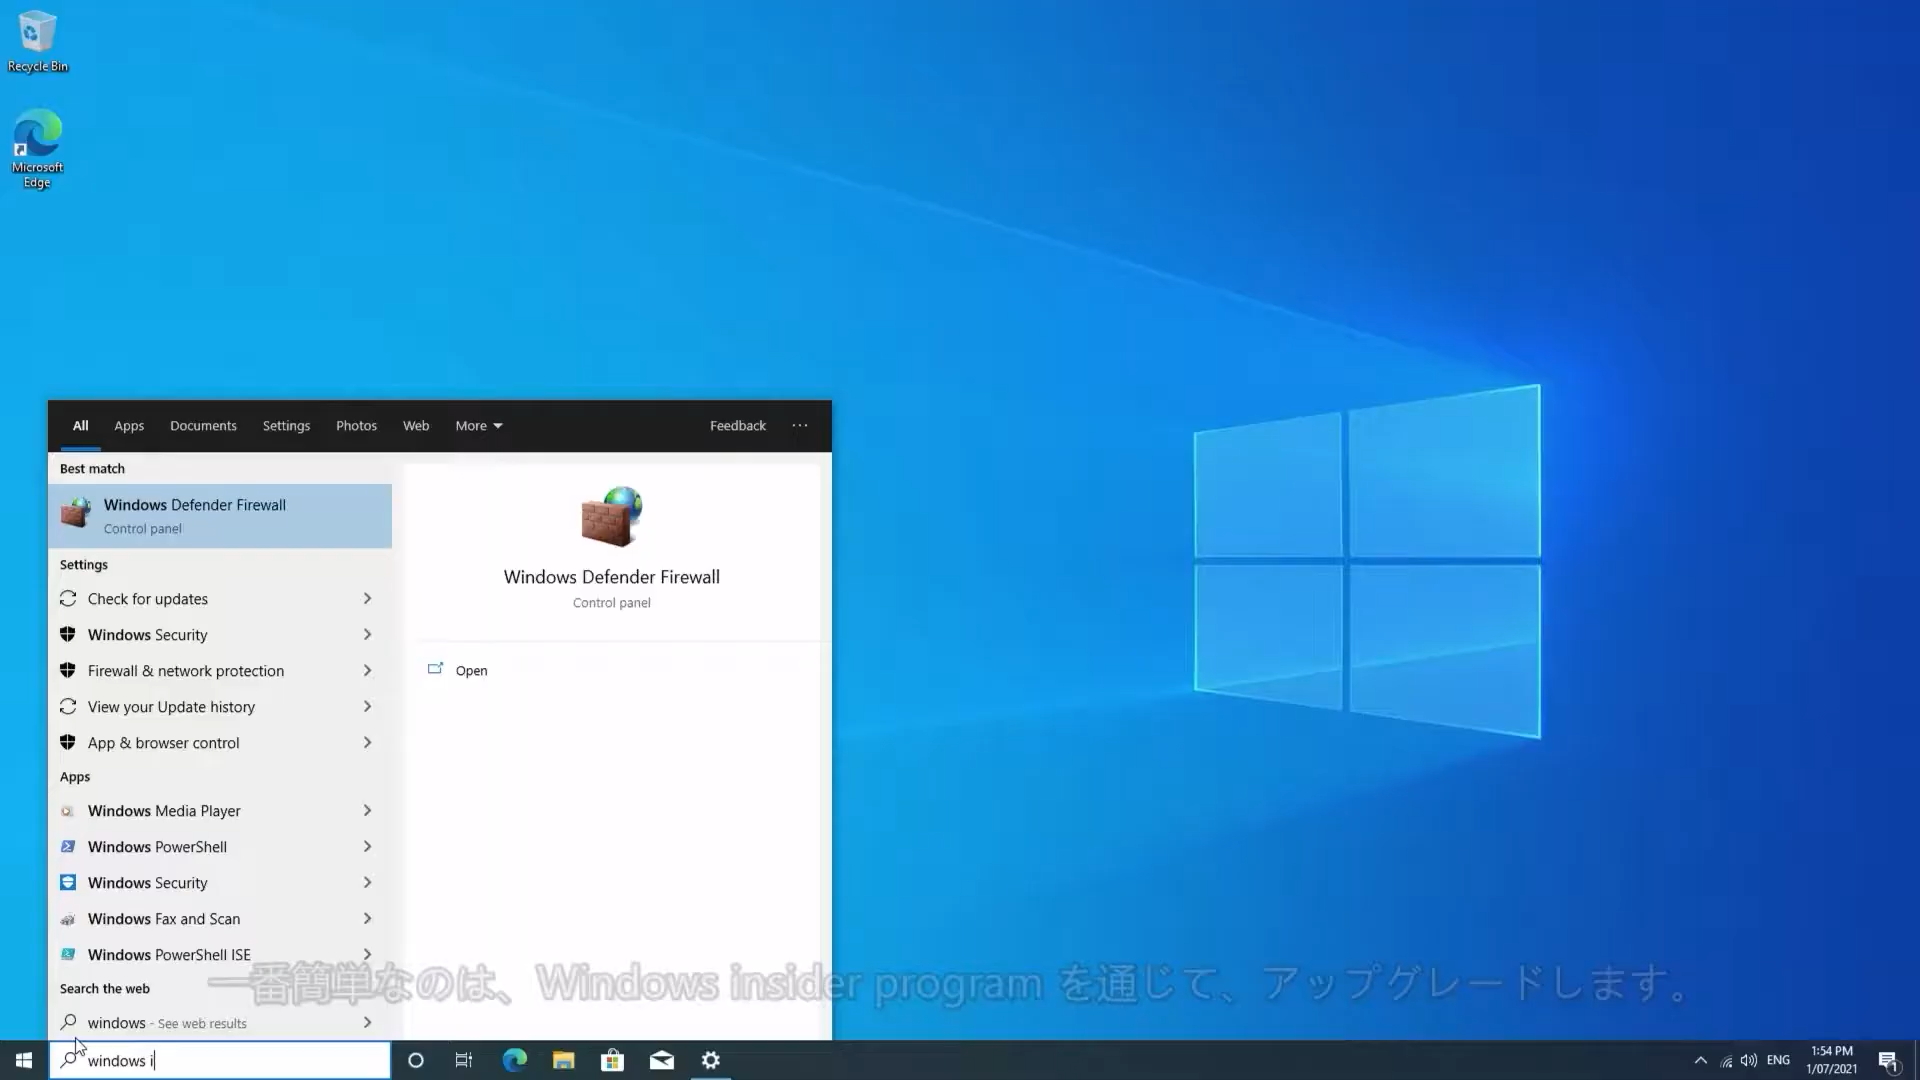 Recycle Bin
Microsoft
Edge
All Apps Documents Settings Photos Web More Feedback ...
Best match
Windows Defender Firewall
Control panel
Settings
Check for updates
Windows Security
Firewall & network protection
View your Update history
App & browser control
Apps
Windows Media Player
Windows PowerShell
Windows Security
Windows Fax and Scan
Windows PowerShell ISE
Search the web
windows - See web results
windows i
Windows Defender Firewall
Control panel
Open
一番簡単なのは、Windows insider program を通じて、アップグレードします。
ENG
1:54 PM
1/07/2021
1